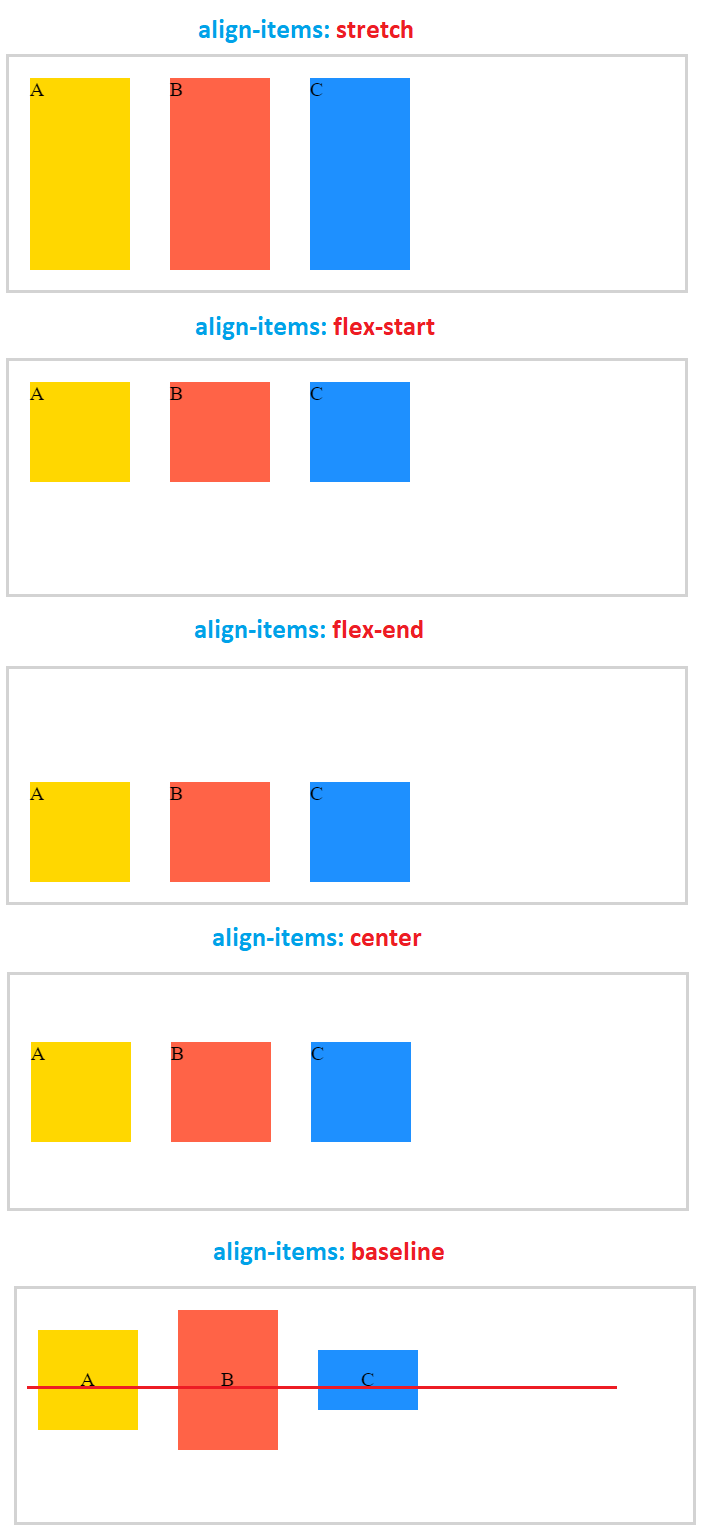 align-items: stretch
A B C
align-items: flex-start
A B C
align-items: flex-end
A B C
align-items: center
A B C
align-items: baseline
A B C